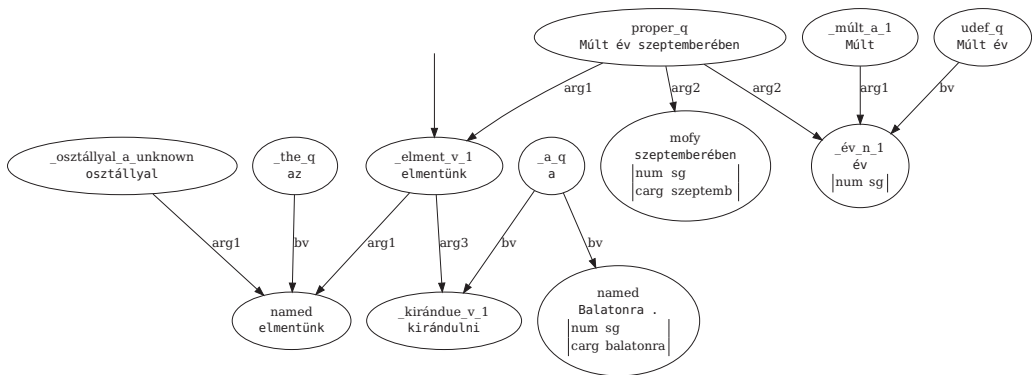 proper_q
Múlt év szeptemberében
_múlt_a_1
Múlt
udef_q
Múlt év
arg1
arg2
arg2
arg1
bv
_osztállyal_a_unknown
osztállyal
_the_q
az
_elment_v_1
elmentünk
_a_q
a
mofy
szeptemberében
num sg
carg szeptemb
_év_n_1
év
num sg
arg1
bv
arg1
arg3
bv
bv
named
elmentünk
_kirándue_v_1
kirándulni
named
Balatonra .
num sg
carg balatonra